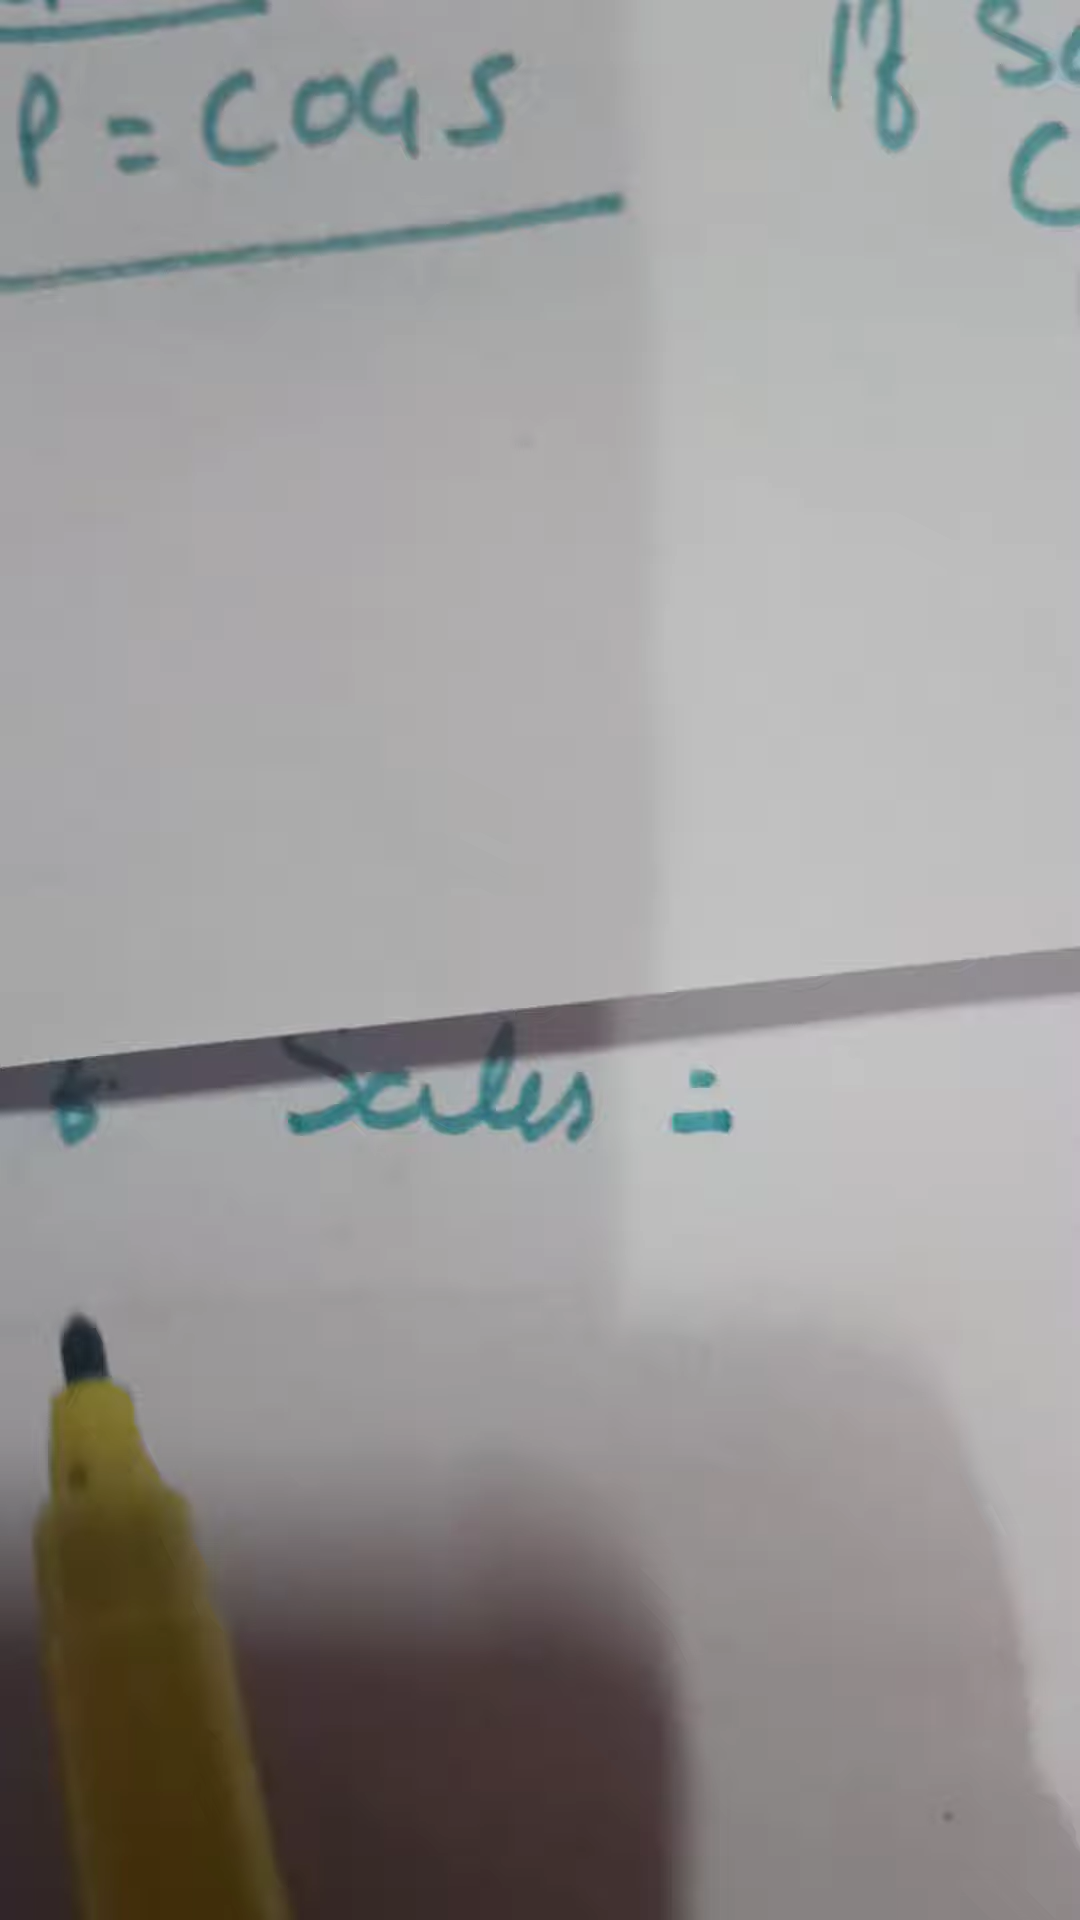 P = COGS
If S
C
Sales =